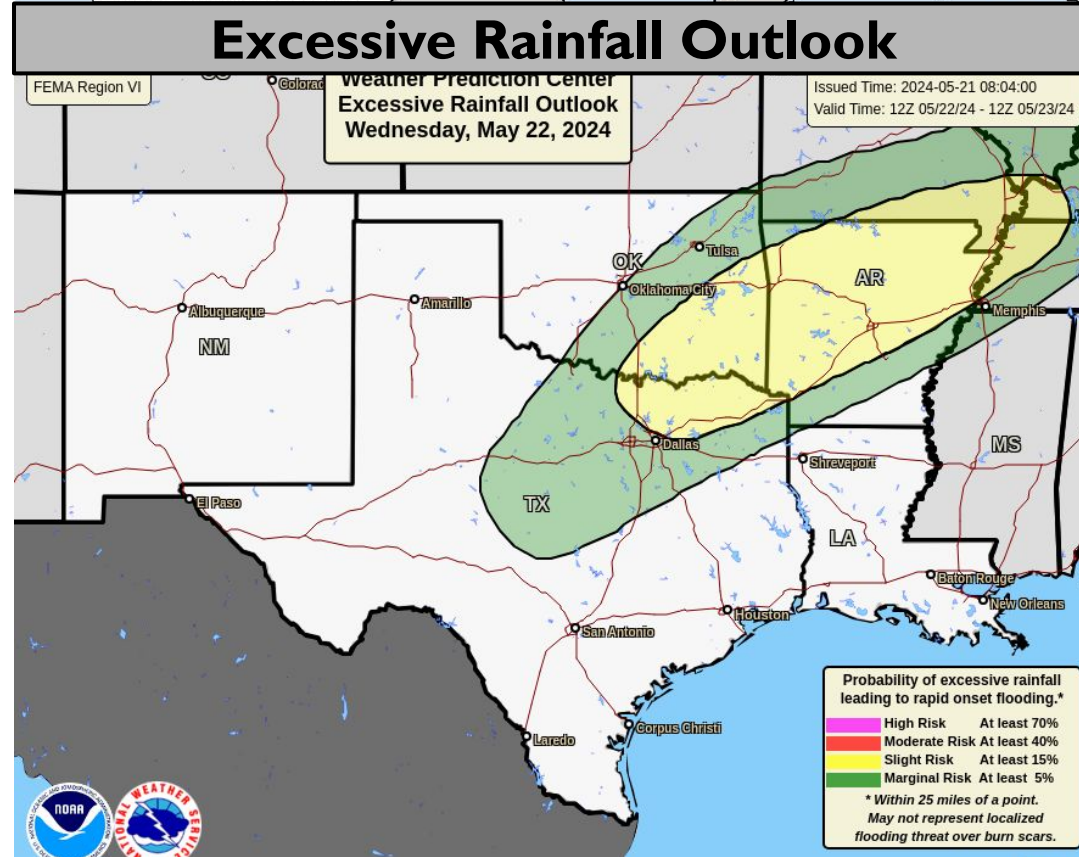 Excessive Rainfall Outlook
FEMA Region VI
Weather Prediction Center
Excessive Rainfall Outlook
Wednesday, May 22, 2024
Issued Time: 2024-05-21 08:04:00
Valid Time: 12Z 05/22/24 - 12Z 05/23/24
Tulsa
OK
Oklahoma City
AR
Amarillo
Albuquerque
Memphis
NM
Dallas
MS
Shreveport
El Paso
TX
LA
Baton Rouge
New Orleans
Houston
San Antonio
Corpus Christi
Laredo
Probability of excessive rainfall
leading to rapid onset flooding.*
High Risk At least 70%
Moderate Risk At least 40%
Slight Risk At least 15%
Marginal Risk At least 5%
* Within 25 miles of a point.
May not represent localized
flooding threat over burn scars.
NOAA
NATIONAL WEATHER SERVICE